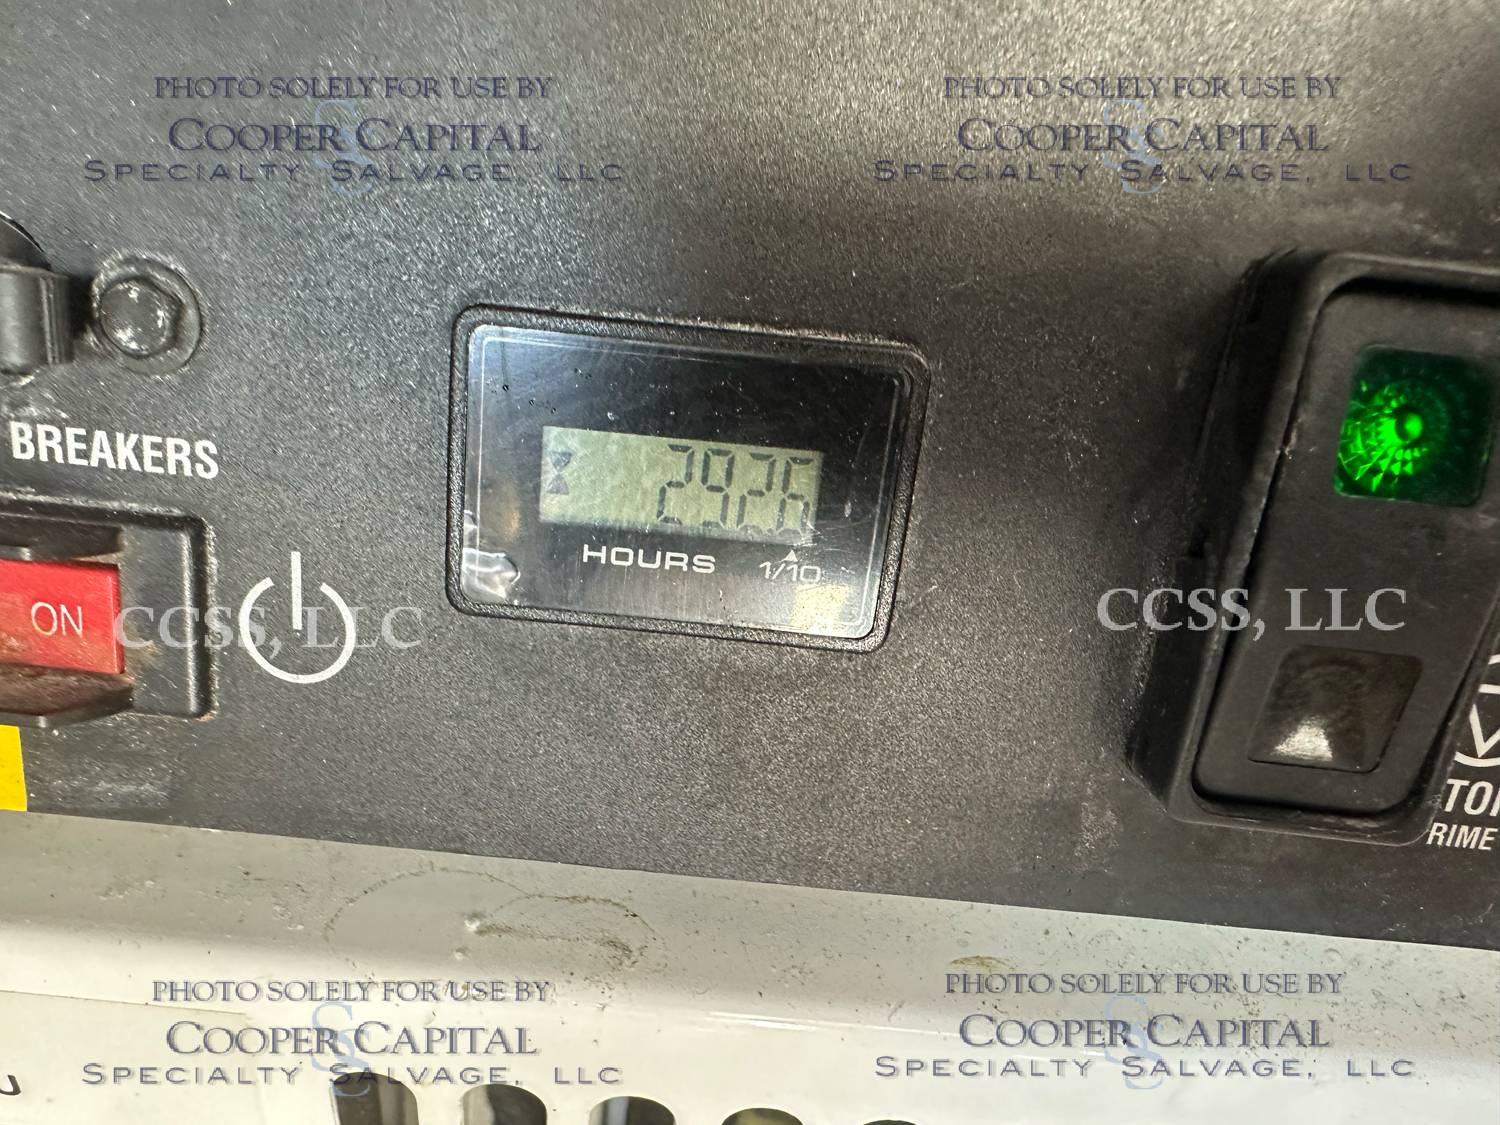 PHOTO SOLELY FOR USE BY
COOPER CAPITAL
SPECIALTY SALVAGE, LLC
PHOTO SOLELY FOR USE BY
COOPER CAPITAL
SPECIALTY SALVAGE, LLC
BREAKERS
2926
HOURS 1/10
ON
CCSS, LLC
CCSS, LLC
RIME
PHOTO SOLELY FOR USE BY
COOPER CAPITAL
SPECIALTY SALVAGE, LLC
PHOTO SOLELY FOR USE BY
COOPER CAPITAL
SPECIALTY SALVAGE, LLC